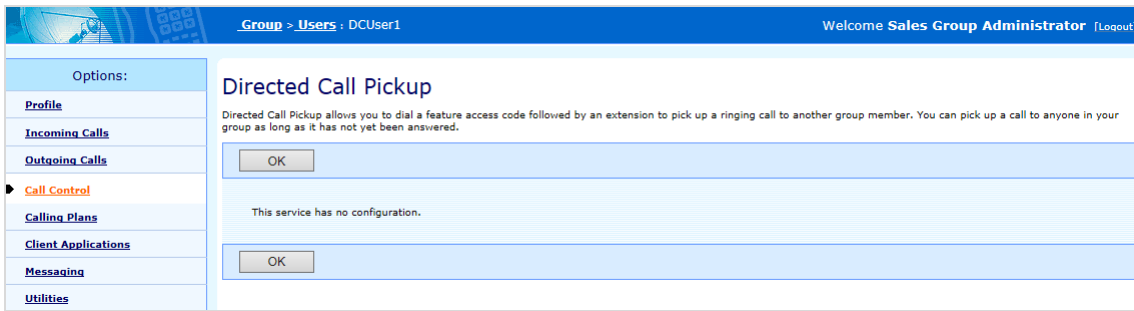 Group > Users : DCUser1
Welcome Sales Group Administrator [Logout
Options:
Profile
Incoming Calls
Outgoing Calls
Call Control
Calling Plans
Client Applications
Messaging
Utilities
Directed Call Pickup
Directed Call Pickup allows you to dial a feature access code followed by an extension to pick up a ringing call to another group member. You can pick up a call to anyone in your
group as long as it has not yet been answered.
OK
This service has no configuration.
OK